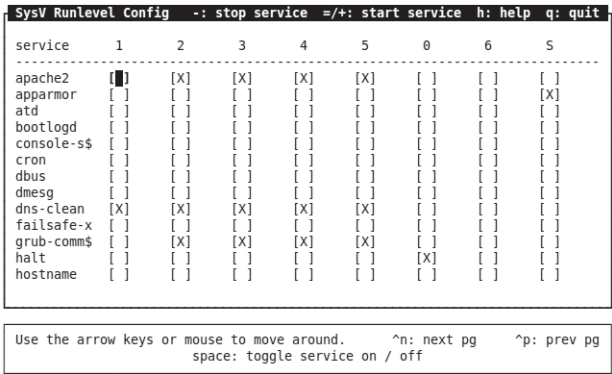 SysV Runlevel Config   -: stop service  =/+: start service  h: help  q: quit
service      1       2       3       4       5       0       6       S
----------------------------------------------------------------------------
apache2     [ ]     [X]     [X]     [X]     [X]     [ ]     [ ]     [ ]
apparmor    [ ]     [ ]     [ ]     [ ]     [ ]     [ ]     [ ]     [X]
atd         [ ]     [ ]     [ ]     [ ]     [ ]     [ ]     [ ]     [ ]
bootlogd    [ ]     [ ]     [ ]     [ ]     [ ]     [ ]     [ ]     [ ]
console-s$  [ ]     [ ]     [ ]     [ ]     [ ]     [ ]     [ ]     [ ]
cron        [ ]     [ ]     [ ]     [ ]     [ ]     [ ]     [ ]     [ ]
dbus        [ ]     [ ]     [ ]     [ ]     [ ]     [ ]     [ ]     [ ]
dmesg       [ ]     [ ]     [ ]     [ ]     [ ]     [ ]     [ ]     [ ]
dns-clean   [X]     [X]     [X]     [X]     [X]     [ ]     [ ]     [ ]
failsafe-x  [ ]     [ ]     [ ]     [ ]     [ ]     [ ]     [ ]     [ ]
grub-comm$  [ ]     [X]     [X]     [X]     [X]     [ ]     [ ]     [ ]
halt        [ ]     [ ]     [ ]     [ ]     [ ]     [X]     [ ]     [ ]
hostname    [ ]     [ ]     [ ]     [ ]     [ ]     [ ]     [ ]     [ ]
Use the arrow keys or mouse to move around.      ^n: next pg     ^p: prev pg
space: toggle service on / off